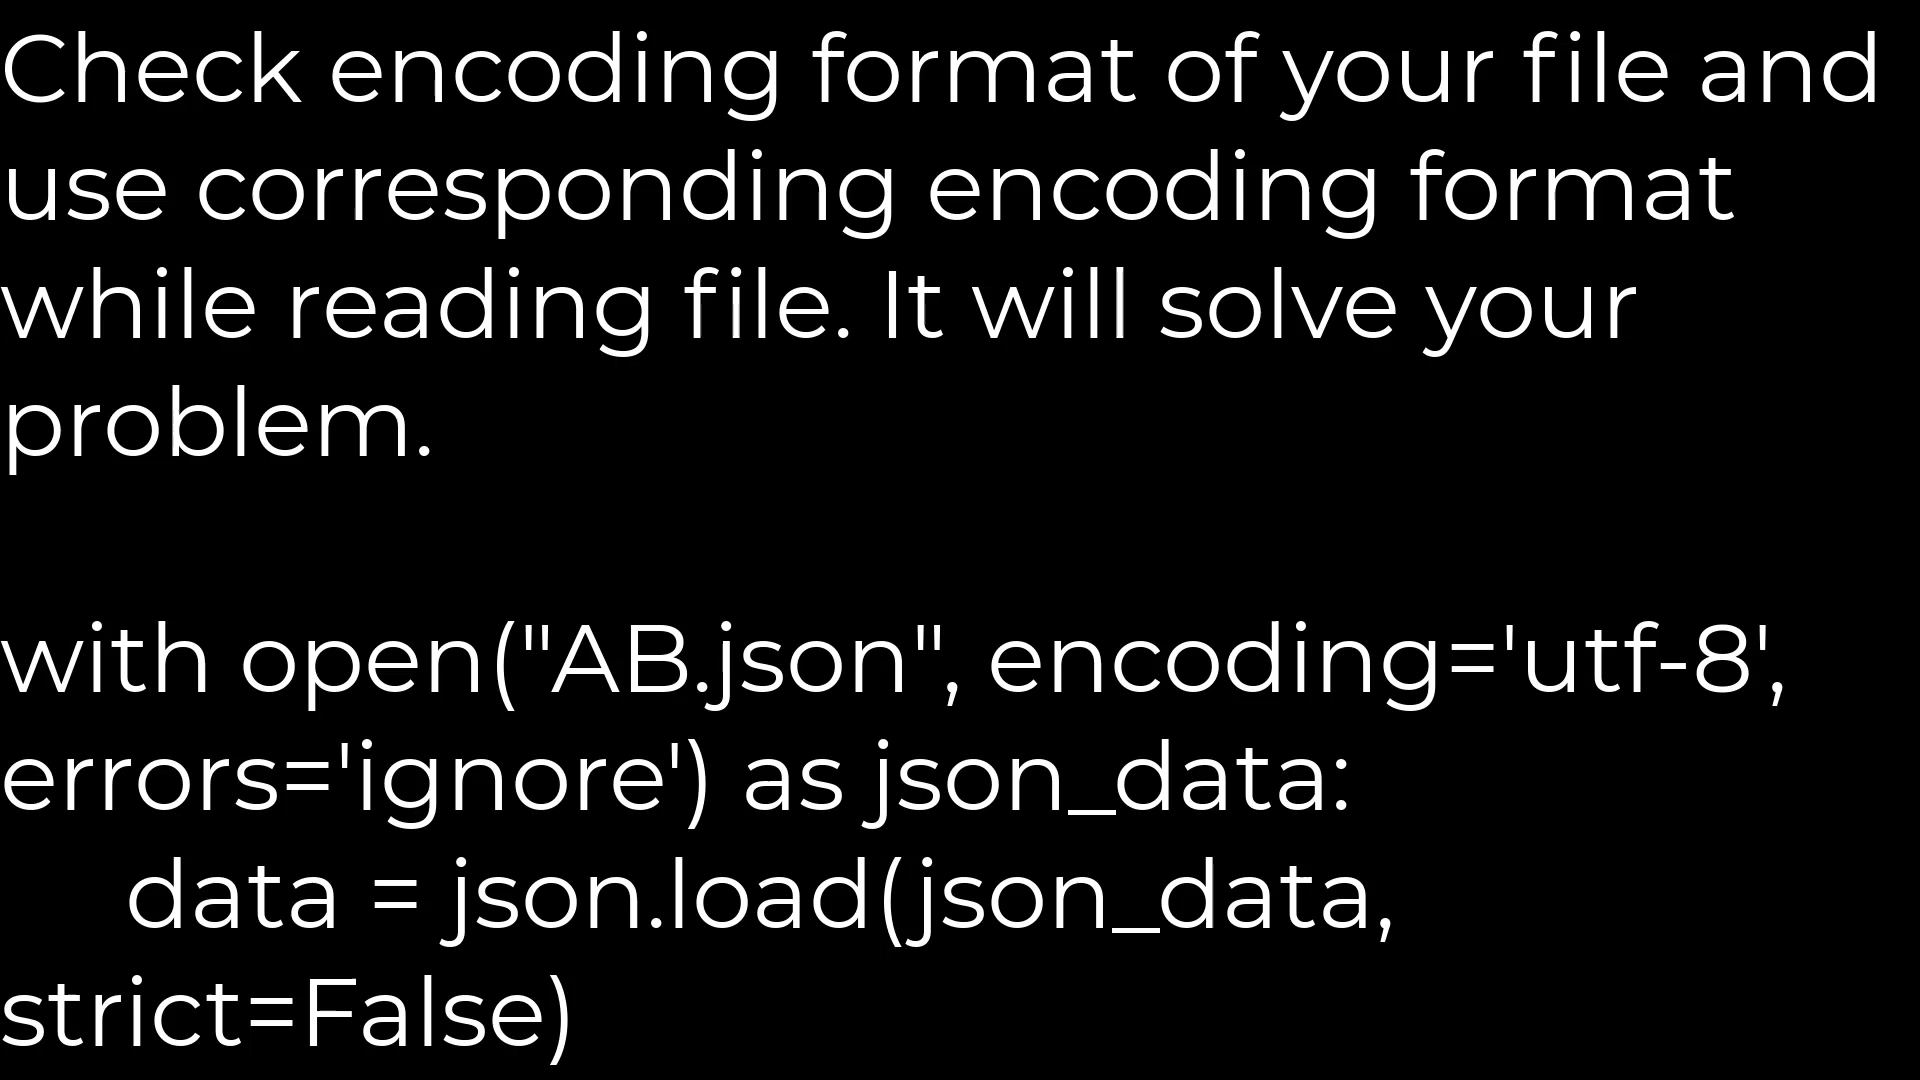 Check encoding format of your file and
use corresponding encoding format
while reading file. It will solve your
problem.
with open("AB.json", encoding='utf-8',
errors='ignore') as json_data:
data = json.load(json_data,
strict=False)